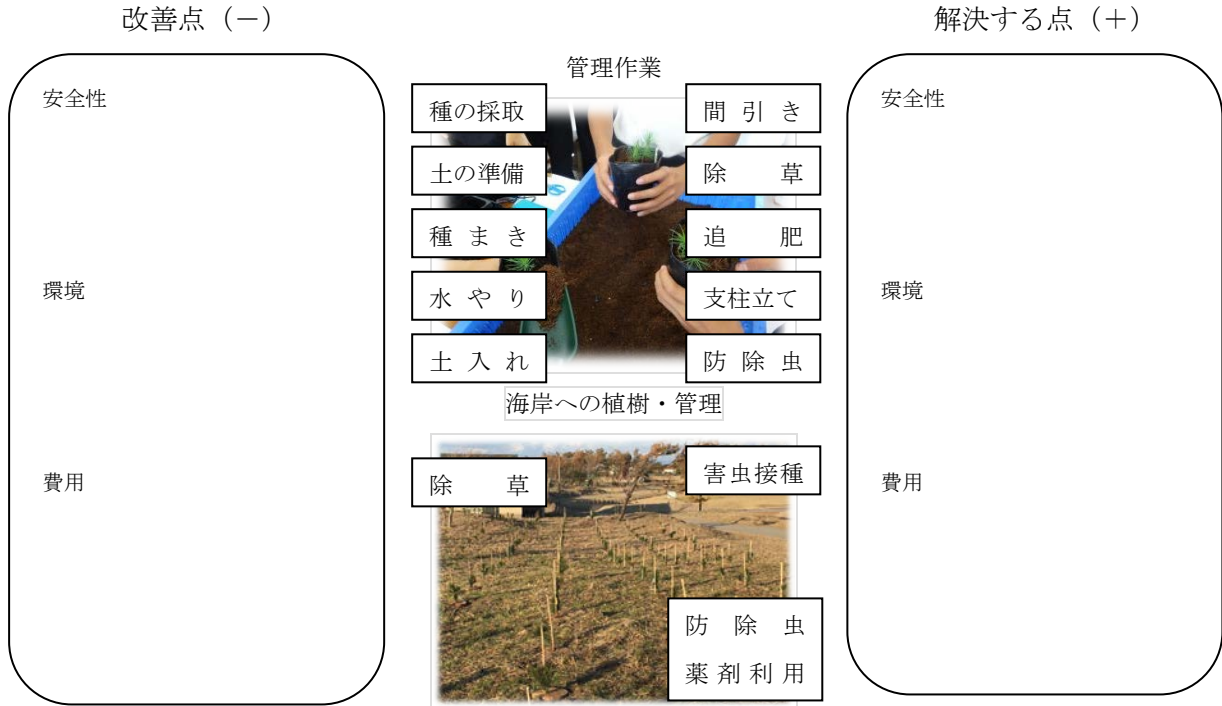 改善点（－）
安全性
環境
費用
管理作業
種の採取
土の準備
種まき
水やり
土入れ
間引き
除草
追肥
支柱立て
防除虫
海岸への植樹・管理
除草
害虫接種
防除虫
薬剤利用
解決する点（＋）
安全性
環境
費用